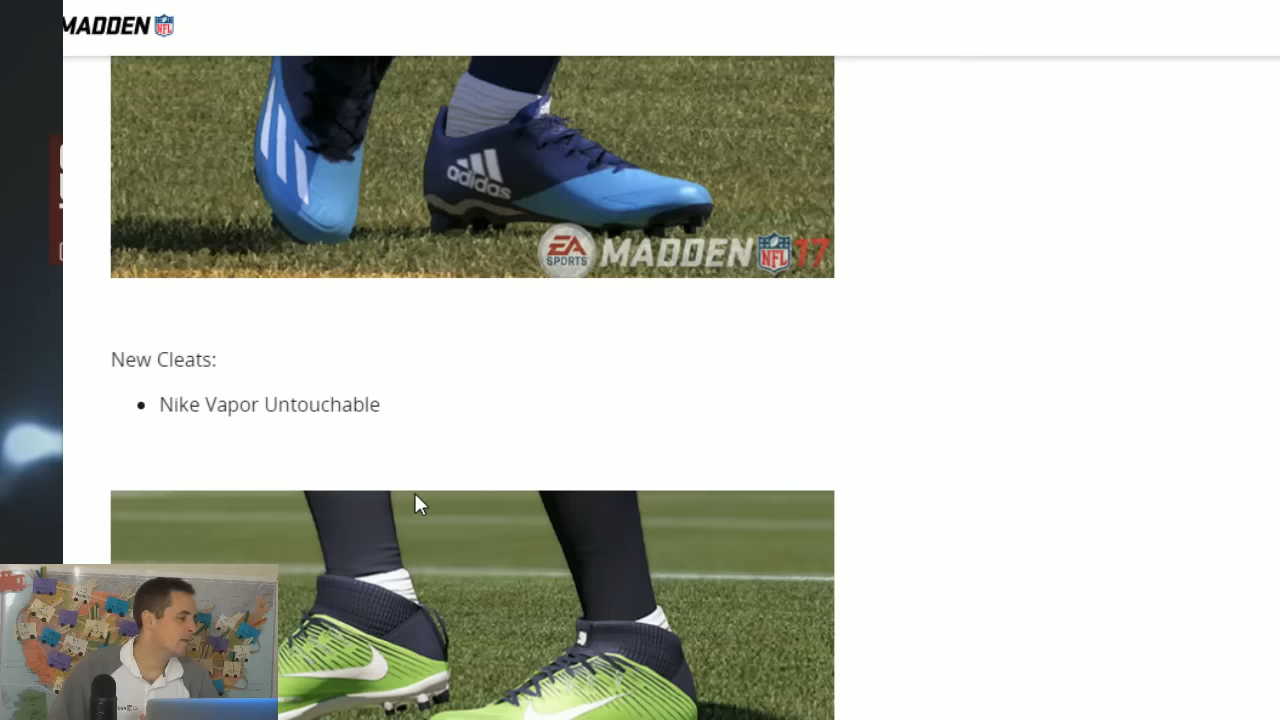 MADDEN NFL
adidas
EA SPORTS MADDEN NFL 17
New Cleats:
• Nike Vapor Untouchable